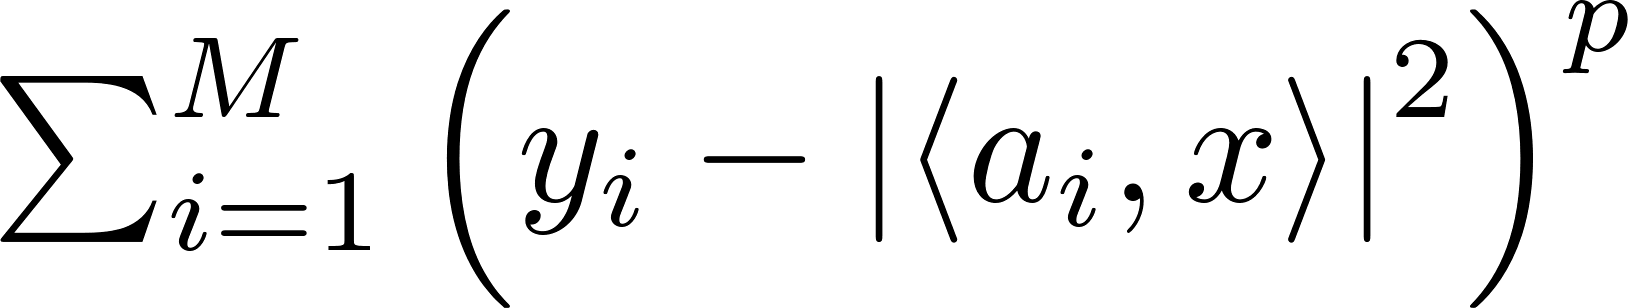 \sum_{i=1}^{M} \left( y_i - |\langle a_i, x \rangle|^2 \right)^p